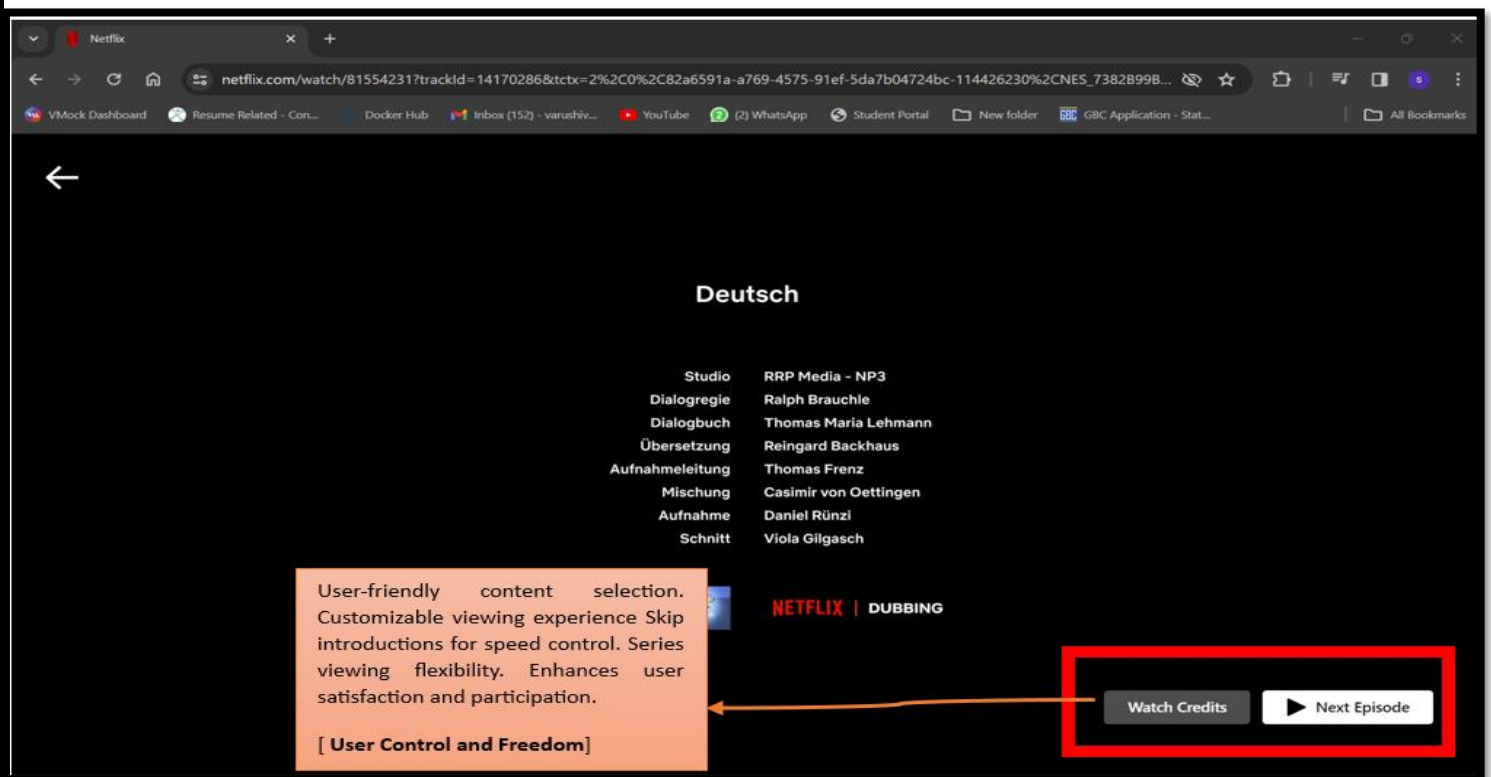 Netflix
netflix.com/watch/81554231?trackId=14170286&tctx=2%2C0%2C82a6591a-a769-4575-91ef-5da7b04724bc-114426230%2CNES_7382B99B...
VMock Dashboard Resume Related - Con... Docker Hub Inbox (152) - varushiv... YouTube (2) WhatsApp Student Portal New folder GBC Application - Stat... All Bookmarks
Deutsch
Studio RRP Media - NP3
Dialogregie Ralph Brauchle
Dialogbuch Thomas Maria Lehmann
Übersetzung Reingard Backhaus
Aufnahmeleitung Thomas Frenz
Mischung Casimir von Oettingen
Aufnahme Daniel Rünzi
Schnitt Viola Gilgasch
NETFLIX | DUBBING
User-friendly content selection.
Customizable viewing experience Skip
introductions for speed control. Series
viewing flexibility. Enhances user
satisfaction and participation.
[ User Control and Freedom]
Watch Credits Next Episode